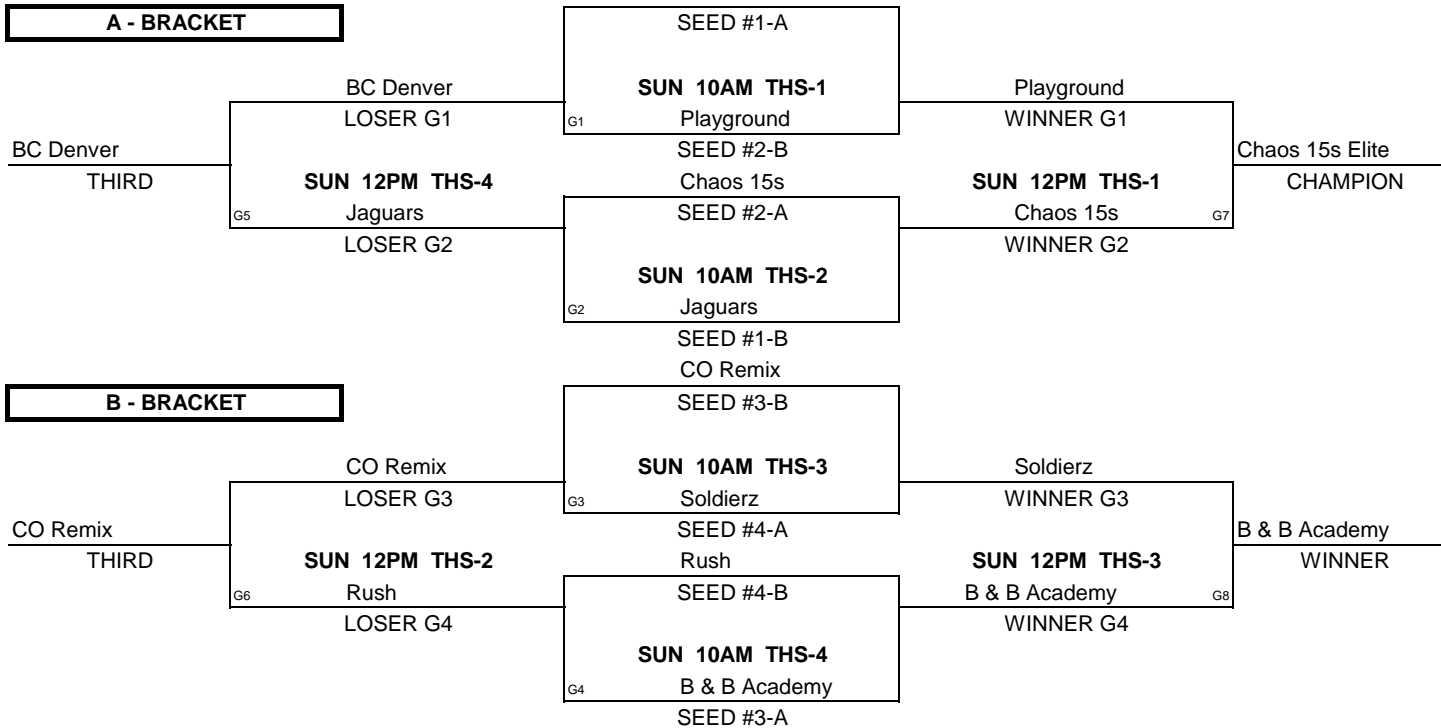 A - BRACKET
SEED #1-A
BC Denver
SUN 10AM THS-1
Playground
LOSER G1
G1
Playground
WINNER G1
BC Denver
SEED #2-B
Chaos 15s Elite
THIRD
SUN 12PM THS-4
Chaos 15s
SUN 12PM THS-1
CHAMPION
G5
Jaguars
SEED #2-A
Chaos 15s
G7
LOSER G2
WINNER G2
SUN 10AM THS-2
G2
Jaguars
SEED #1-B
CO Remix
B - BRACKET
SEED #3-B
CO Remix
SUN 10AM THS-3
Soldierz
LOSER G3
G3
Soldierz
WINNER G3
CO Remix
SEED #4-A
B & B Academy
THIRD
SUN 12PM THS-2
Rush
SUN 12PM THS-3
WINNER
G6
Rush
SEED #4-B
B & B Academy
G8
LOSER G4
WINNER G4
SUN 10AM THS-4
G4
B & B Academy
SEED #3-A